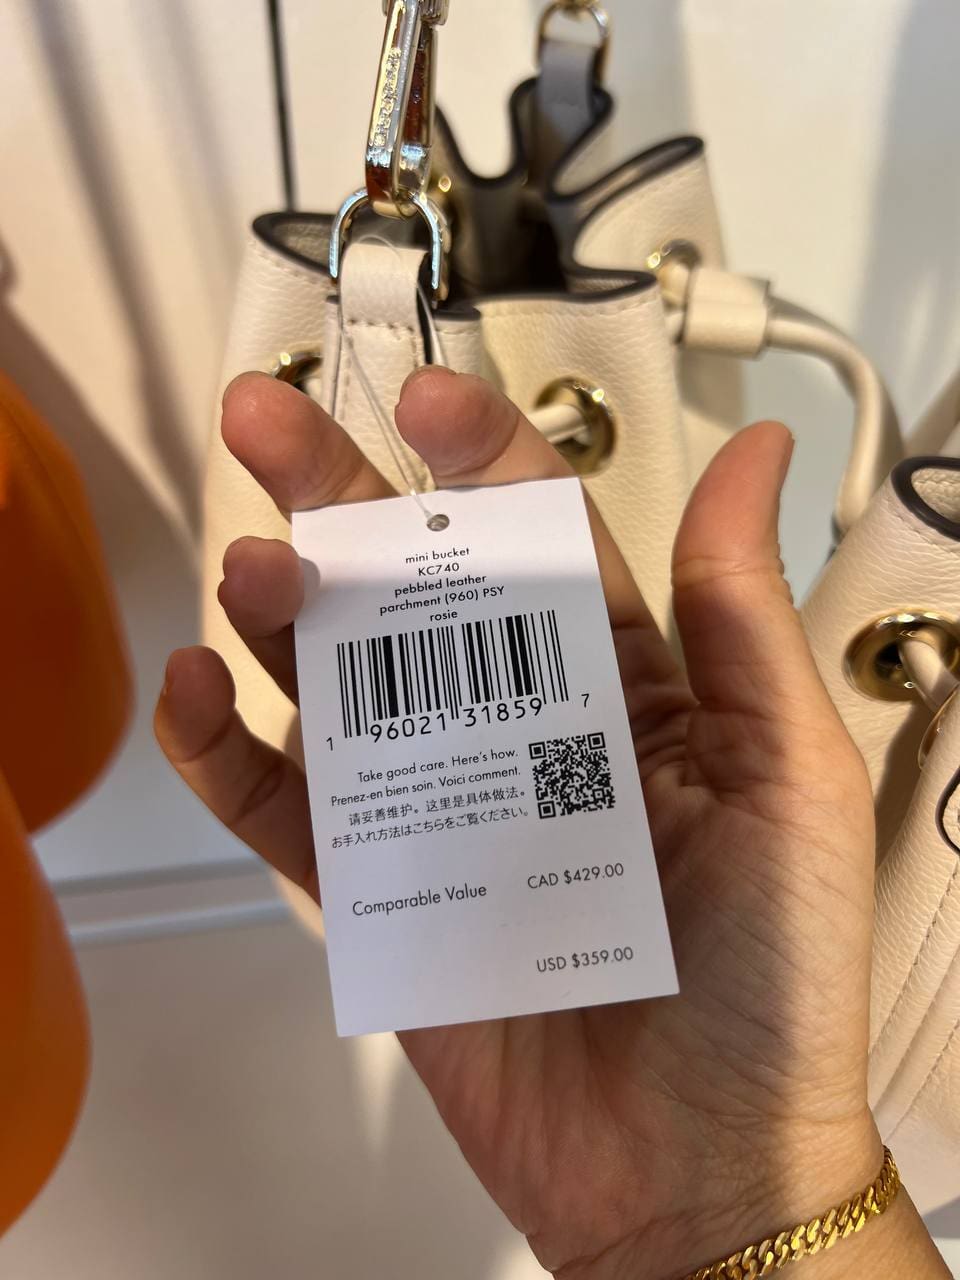 mini bucket
KC740
pebbled leather
parchment (960) PSY
rosie
1 96021 31859 7
Take good care. Here's how.
Prenez-en bien soin. Voici comment.
请妥善维护。这里是具体做法。
お手入れ方法はこちらをご覧ください。
Comparable Value CAD $429.00
USD $359.00